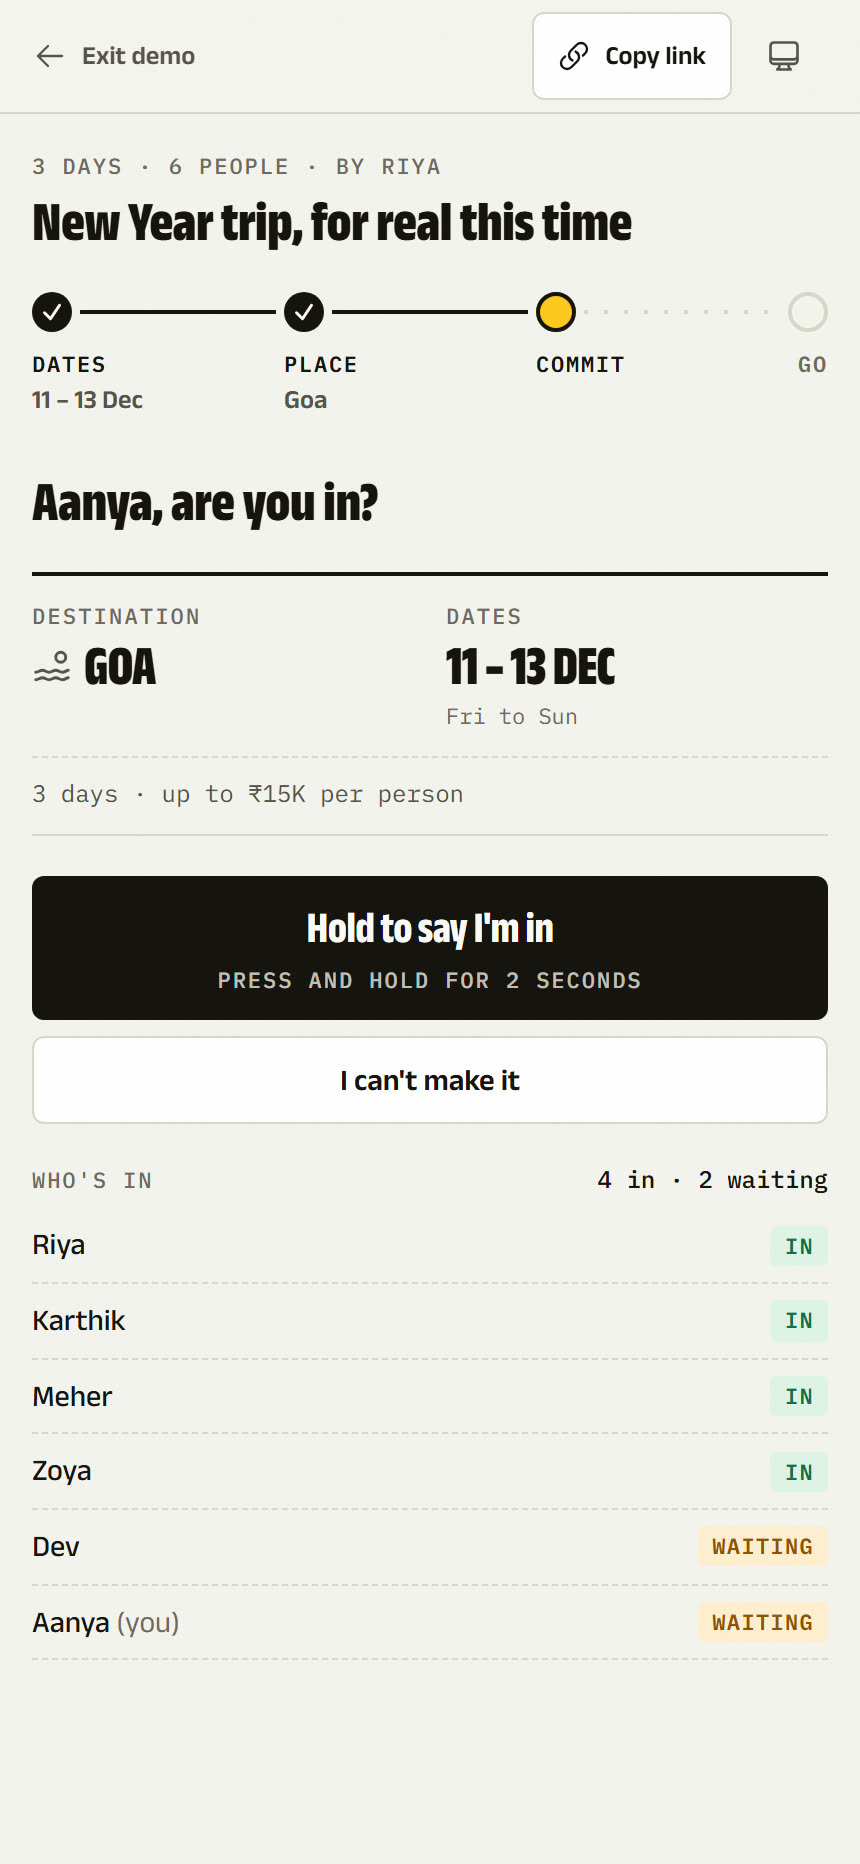 Exit demo
Copy link
3 DAYS · 6 PEOPLE · BY RIYA
New Year trip, for real this time
DATES
PLACE
COMMIT
GO
11 – 13 Dec
Goa
Aanya, are you in?
DESTINATION
DATES
GOA
11 – 13 DEC
Fri to Sun
3 days · up to ₹15K per person
Hold to say I'm in
PRESS AND HOLD FOR 2 SECONDS
I can't make it
WHO'S IN
4 in · 2 waiting
Riya
IN
Karthik
IN
Meher
IN
Zoya
IN
Dev
WAITING
Aanya (you)
WAITING